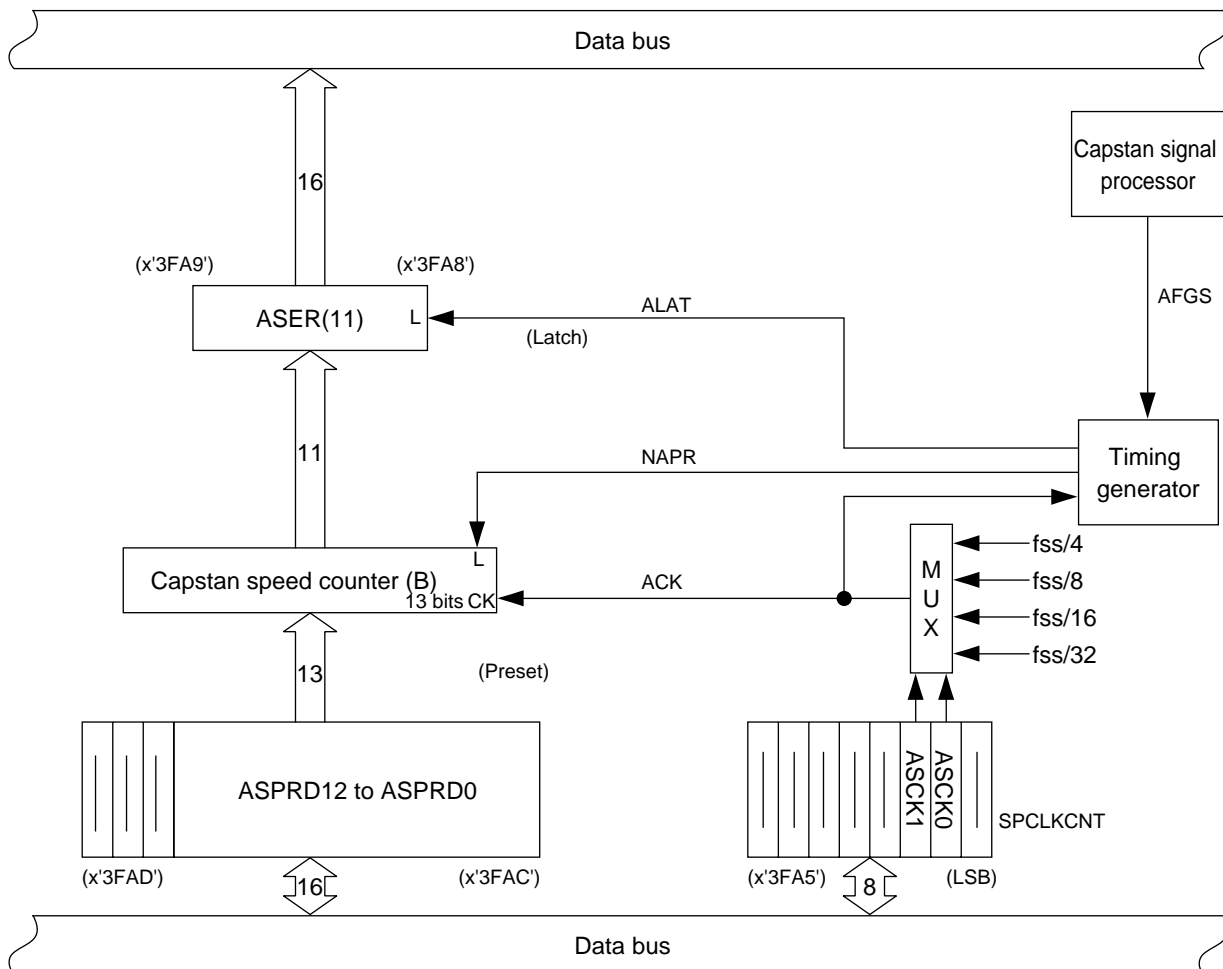 Data bus
Capstan signal
processor
16
(x'3FA9')
(x'3FA8')
ASER(11)
L
ALAT
(Latch)
AFGS
11
NAPR
Timing
generator
L
Capstan speed counter (B)
13 bits CK
ACK
M
U
X
fss/4
fss/8
fss/16
fss/32
13
(Preset)
ASPRD12 to ASPRD0
ASCK1
ASCK0
SPCLKCNT
(x'3FAD')
16
(x'3FAC')
(x'3FA5')
8
(LSB)
Data bus